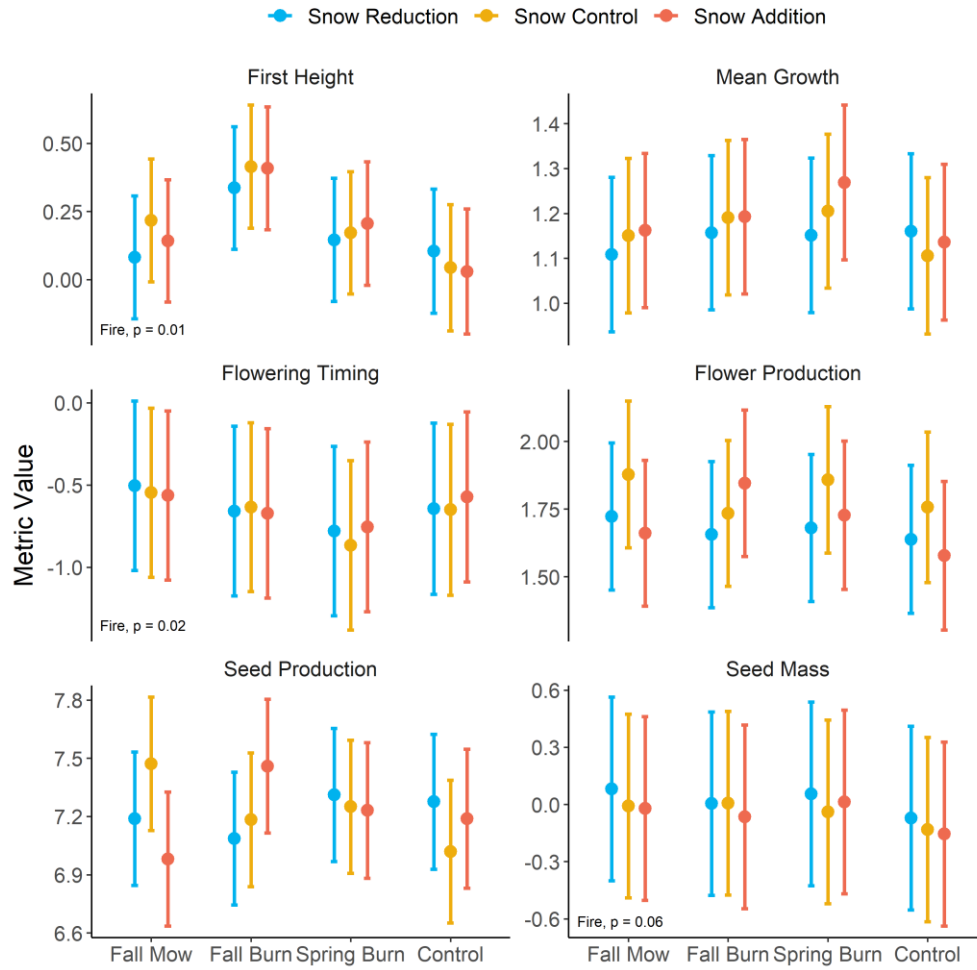 Snow Reduction Snow Control Snow Addition
First Height
0.50
0.25
0.00
Fire, p = 0.01
Mean Growth
1.4
1.3
1.2
1.1
1.0
Flowering Timing
0.0
-0.5
-1.0
Fire, p = 0.02
Flower Production
2.00
1.75
1.50
Metric Value
Seed Production
7.8
7.5
7.2
6.9
6.6
Fall Mow Fall Burn Spring Burn Control
Seed Mass
0.6
0.3
0.0
-0.3
-0.6
Fire, p = 0.06
Fall Mow Fall Burn Spring Burn Control